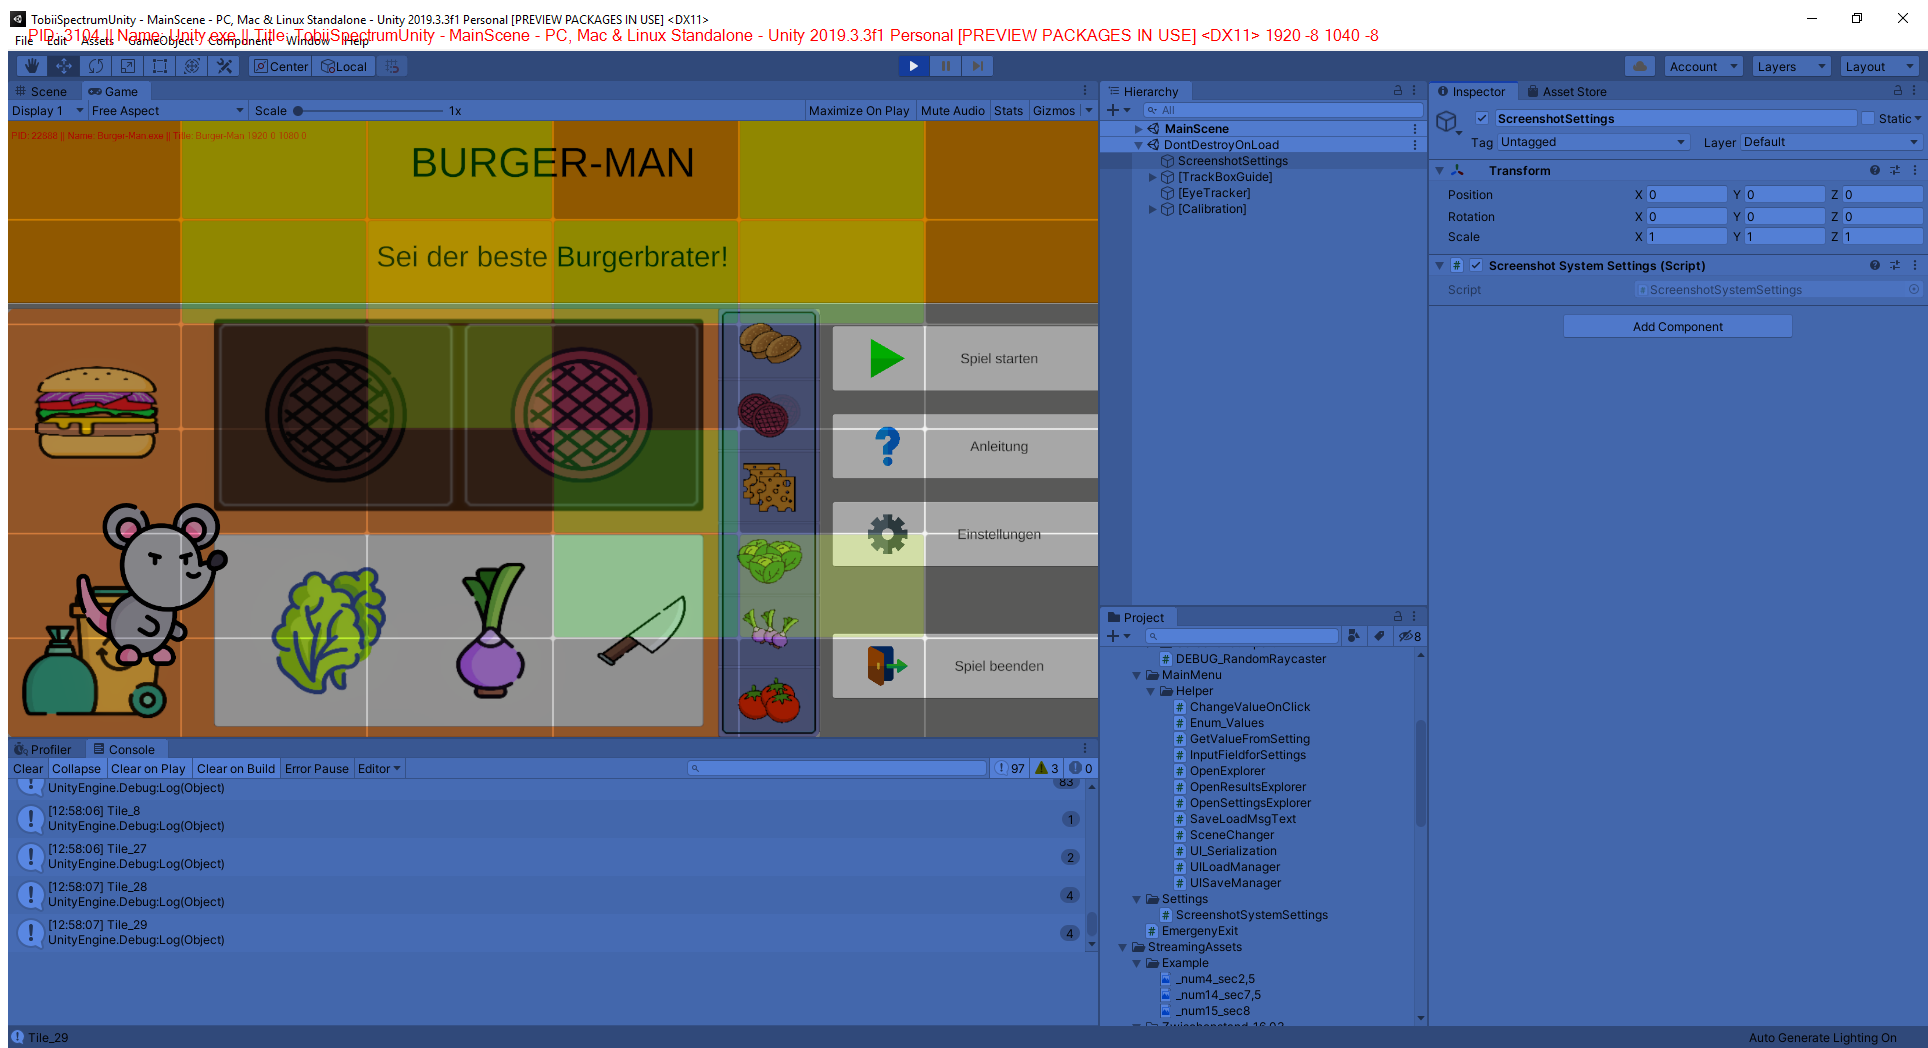 TobiiSpectrumUnity - MainScene - PC, Mac & Linux Standalone - Unity 2019.3.3f1 Personal [PREVIEW PACKAGES IN USE] <DX11>
PID: 3104 || Name: Unity.exe || Title: TobiiSpectrumUnity - MainScene - PC, Mac & Linux Standalone - Unity 2019.3.3f1 Personal [PREVIEW PACKAGES IN USE] <DX11> 1920 -8 1040 -8
File Edit Assets GameObject Component Window Help
Center Local
Account Layers Layout
Scene Game
Display 1 Free Aspect Scale 1x Maximize On Play Mute Audio Stats Gizmos
PID: 22888 || Name: Burger-Man.exe || Title: Burger-Man 1920 0 1080 0
BURGER-MAN
Sei der beste Burgerbrater!
Spiel starten
Anleitung
Einstellungen
Spiel beenden
Profiler Console
Clear Collapse Clear on Play Clear on Build Error Pause Editor 97 3 0
UnityEngine.Debug:Log(Object) 83
[12:58:06] Tile_8
UnityEngine.Debug:Log(Object) 1
[12:58:06] Tile_27
UnityEngine.Debug:Log(Object) 2
[12:58:07] Tile_28
UnityEngine.Debug:Log(Object) 4
[12:58:07] Tile_29
UnityEngine.Debug:Log(Object) 4
Tile_29
Hierarchy
All
MainScene
DontDestroyOnLoad
ScreenshotSettings
[TrackBoxGuide]
[EyeTracker]
[Calibration]
Project
8
DEBUG_RandomRaycaster
MainMenu
Helper
ChangeValueOnClick
Enum_Values
GetValueFromSetting
InputFieldforSettings
OpenExplorer
OpenResultsExplorer
OpenSettingsExplorer
SaveLoadMsgText
SceneChanger
UI_Serialization
UILoadManager
UISaveManager
Settings
ScreenshotSystemSettings
EmergenyExit
StreamingAssets
Example
_num4_sec2,5
_num14_sec7,5
_num15_sec8
Inspector Asset Store
ScreenshotSettings Static
Tag Untagged Layer Default
Transform
Position X 0 Y 0 Z 0
Rotation X 0 Y 0 Z 0
Scale X 1 Y 1 Z 1
Screenshot System Settings (Script)
Script ScreenshotSystemSettings
Add Component
Auto Generate Lighting On